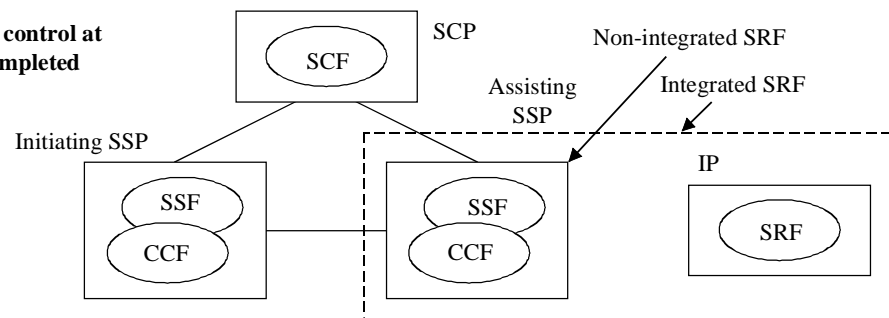 control at
mpleted
SCP
SCF
Non-integrated SRF
Integrated SRF
Assisting
SSP
Initiating SSP
IP
SSF
CCF
SSF
CCF
SRF